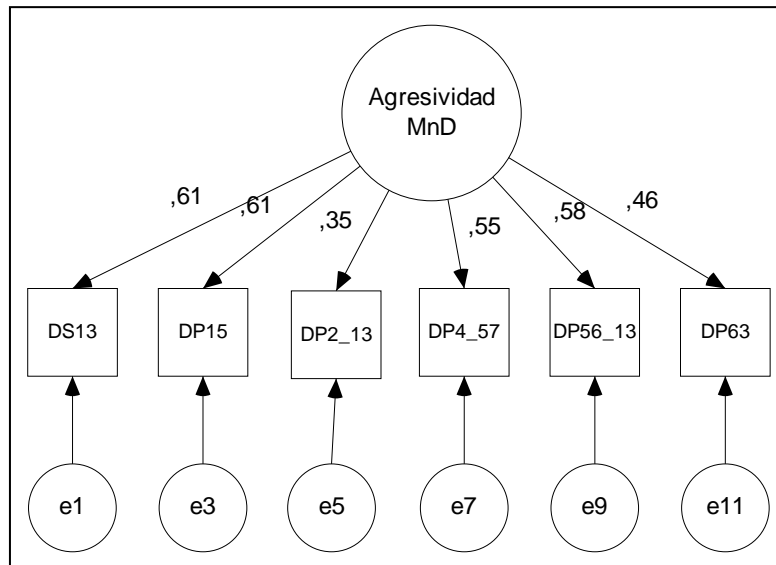 Agresividad
MnD
,61
,61
,35
,55
,58
,46
DS13
DP15
DP2_13
DP4_57
DP56_13
DP63
e1
e3
e5
e7
e9
e11